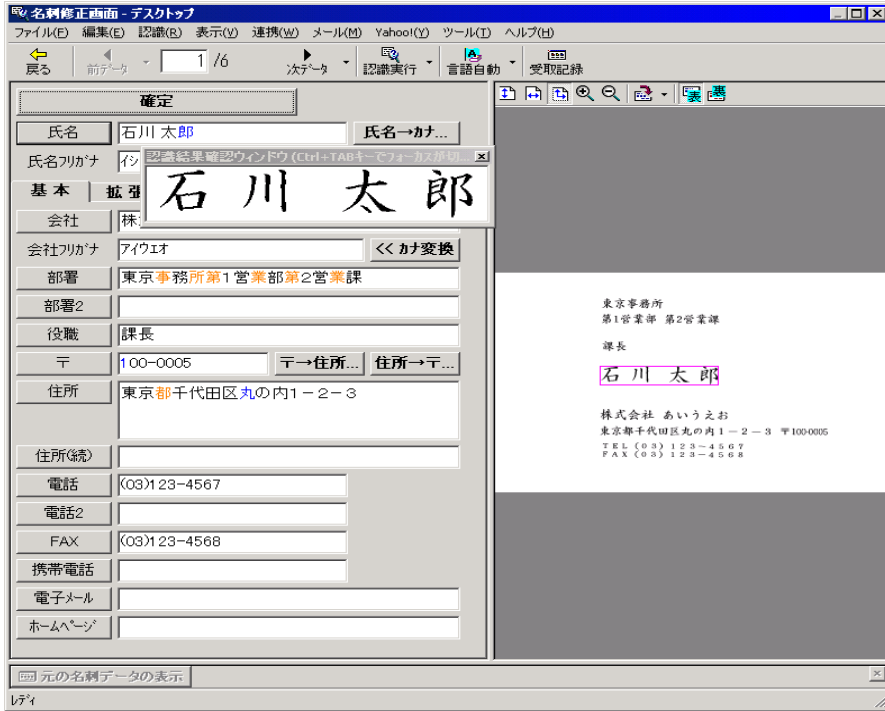 名刺修正画面 - デスクトップ
ファイル(F) 編集(E) 認識(R) 表示(V) 連携(W) メール(M) Yahoo!(Y) ツール(T) ヘルプ(H)
戻る 前データ 1 /6 次データ 認識実行 言語自動 受取記録
確定
氏名 石川 太郎 氏名→カナ...
氏名フリガナ イシ
認識結果確認ウィンドウ(Ctrl+TABキーでフォーカスが切...
石川 太郎
基本 拡張
会社 株
会社フリガナ アイウエオ << カナ変換
部署 東京事務所第1営業部第2営業課
部署2
役職 課長
〒 100-0005 〒→住所... 住所→〒...
住所 東京都千代田区丸の内1-2-3
住所(続)
電話 (03)123-4567
電話2
FAX (03)123-4568
携帯電話
電子メール
ホームページ
表 裏
東京事務所
第1営業部 第2営業課
課長
石川 太郎
株式会社 あいうえお
東京都千代田区丸の内1-2-3 〒100-0005
TEL (03) 123-4567
FAX (03) 123-4568
元の名刺データの表示
レディ